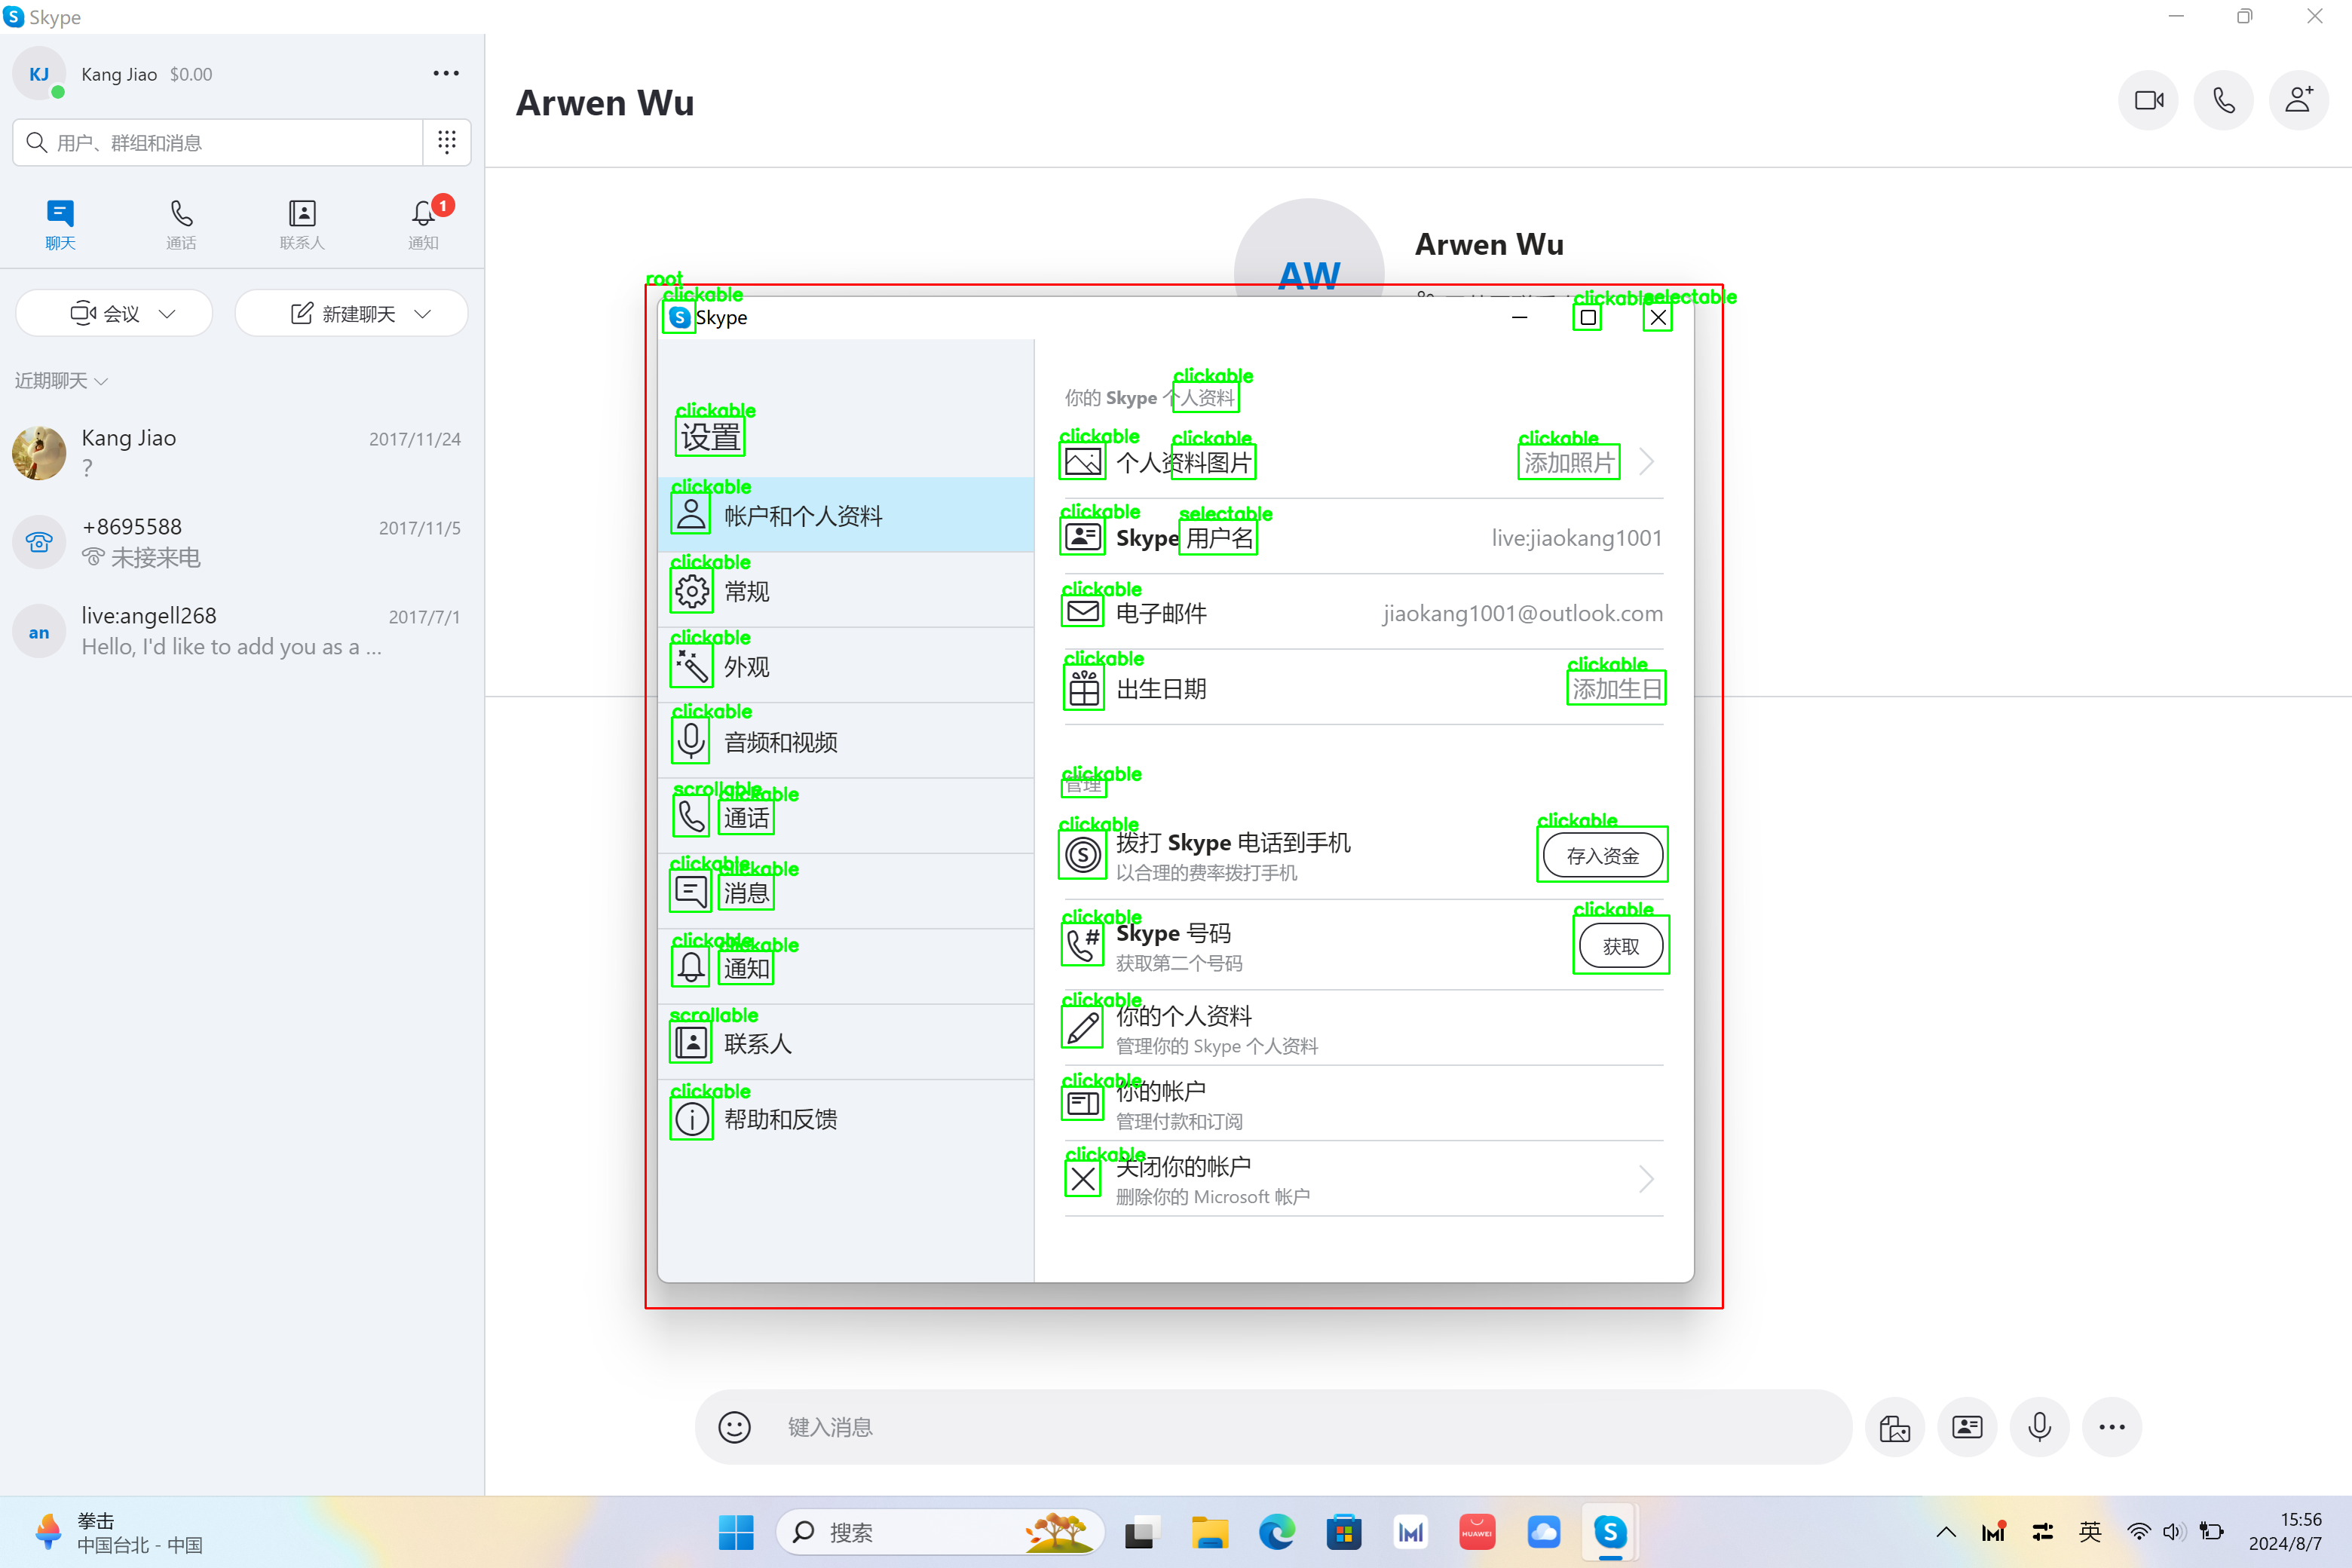 Skype
KJ
Kang Jiao $0.00
用户、群组和消息
聊天
通话
联系人
通知
1
会议
新建聊天
近期聊天
Kang Jiao 2017/11/24
?
+8695588 2017/11/5
未接来电
an
live:angell268 2017/7/1
Hello, I'd like to add you as a ...
Arwen Wu
AW
Arwen Wu
root
clickable
Skype
clickable
selectable
clickable
设置
clickable
帐户和个人资料
clickable
常规
clickable
外观
clickable
音频和视频
scrollable
clickable
通话
clickable
clickable
消息
clickable
clickable
通知
scrollable
联系人
clickable
帮助和反馈
clickable
你的 Skype 个人资料
clickable
clickable
clickable
个人资料图片
添加照片
clickable
selectable
Skype 用户名
live:jiaokang1001
clickable
电子邮件
jiaokang1001@outlook.com
clickable
clickable
出生日期
添加生日
clickable
管理
clickable
clickable
拨打 Skype 电话到手机
以合理的费率拨打手机
存入资金
clickable
clickable
Skype 号码
获取第二个号码
获取
clickable
你的个人资料
管理你的 Skype 个人资料
clickable
你的帐户
管理付款和订阅
clickable
关闭你的帐户
删除你的 Microsoft 帐户
键入消息
拳击
中国台北 - 中国
搜索
HUAWEI
英
15:56
2024/8/7